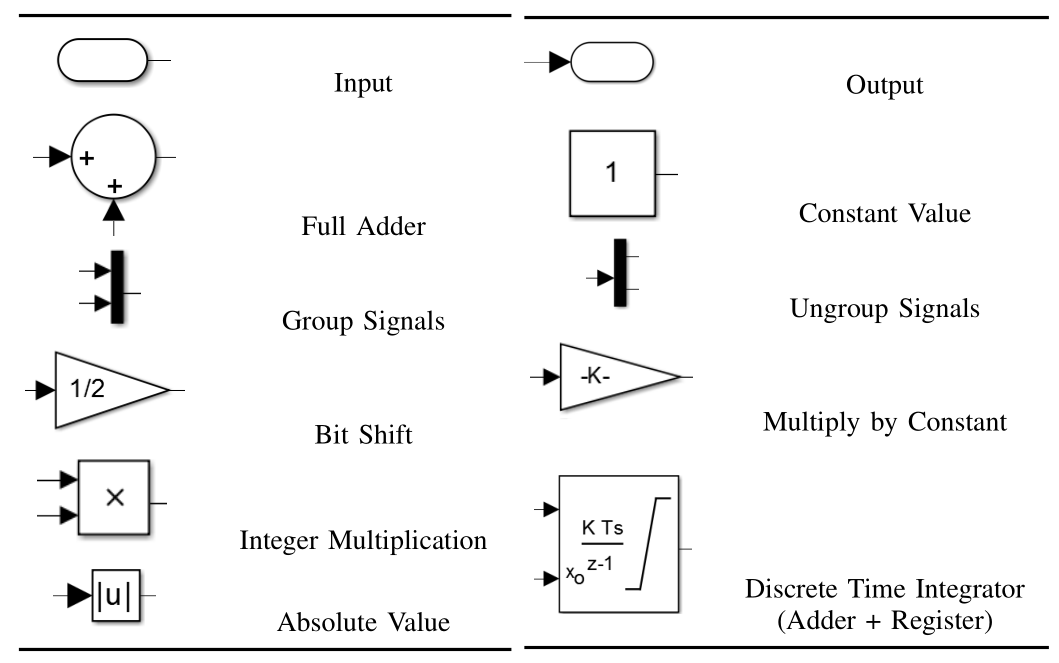 Input
+
+
Full Adder
Group Signals
1/2
Bit Shift
×
Integer Multiplication
|u|
Absolute Value
Output
1
Constant Value
Ungroup Signals
-K-
Multiply by Constant
K Ts
z-1
xo
Discrete Time Integrator
(Adder + Register)